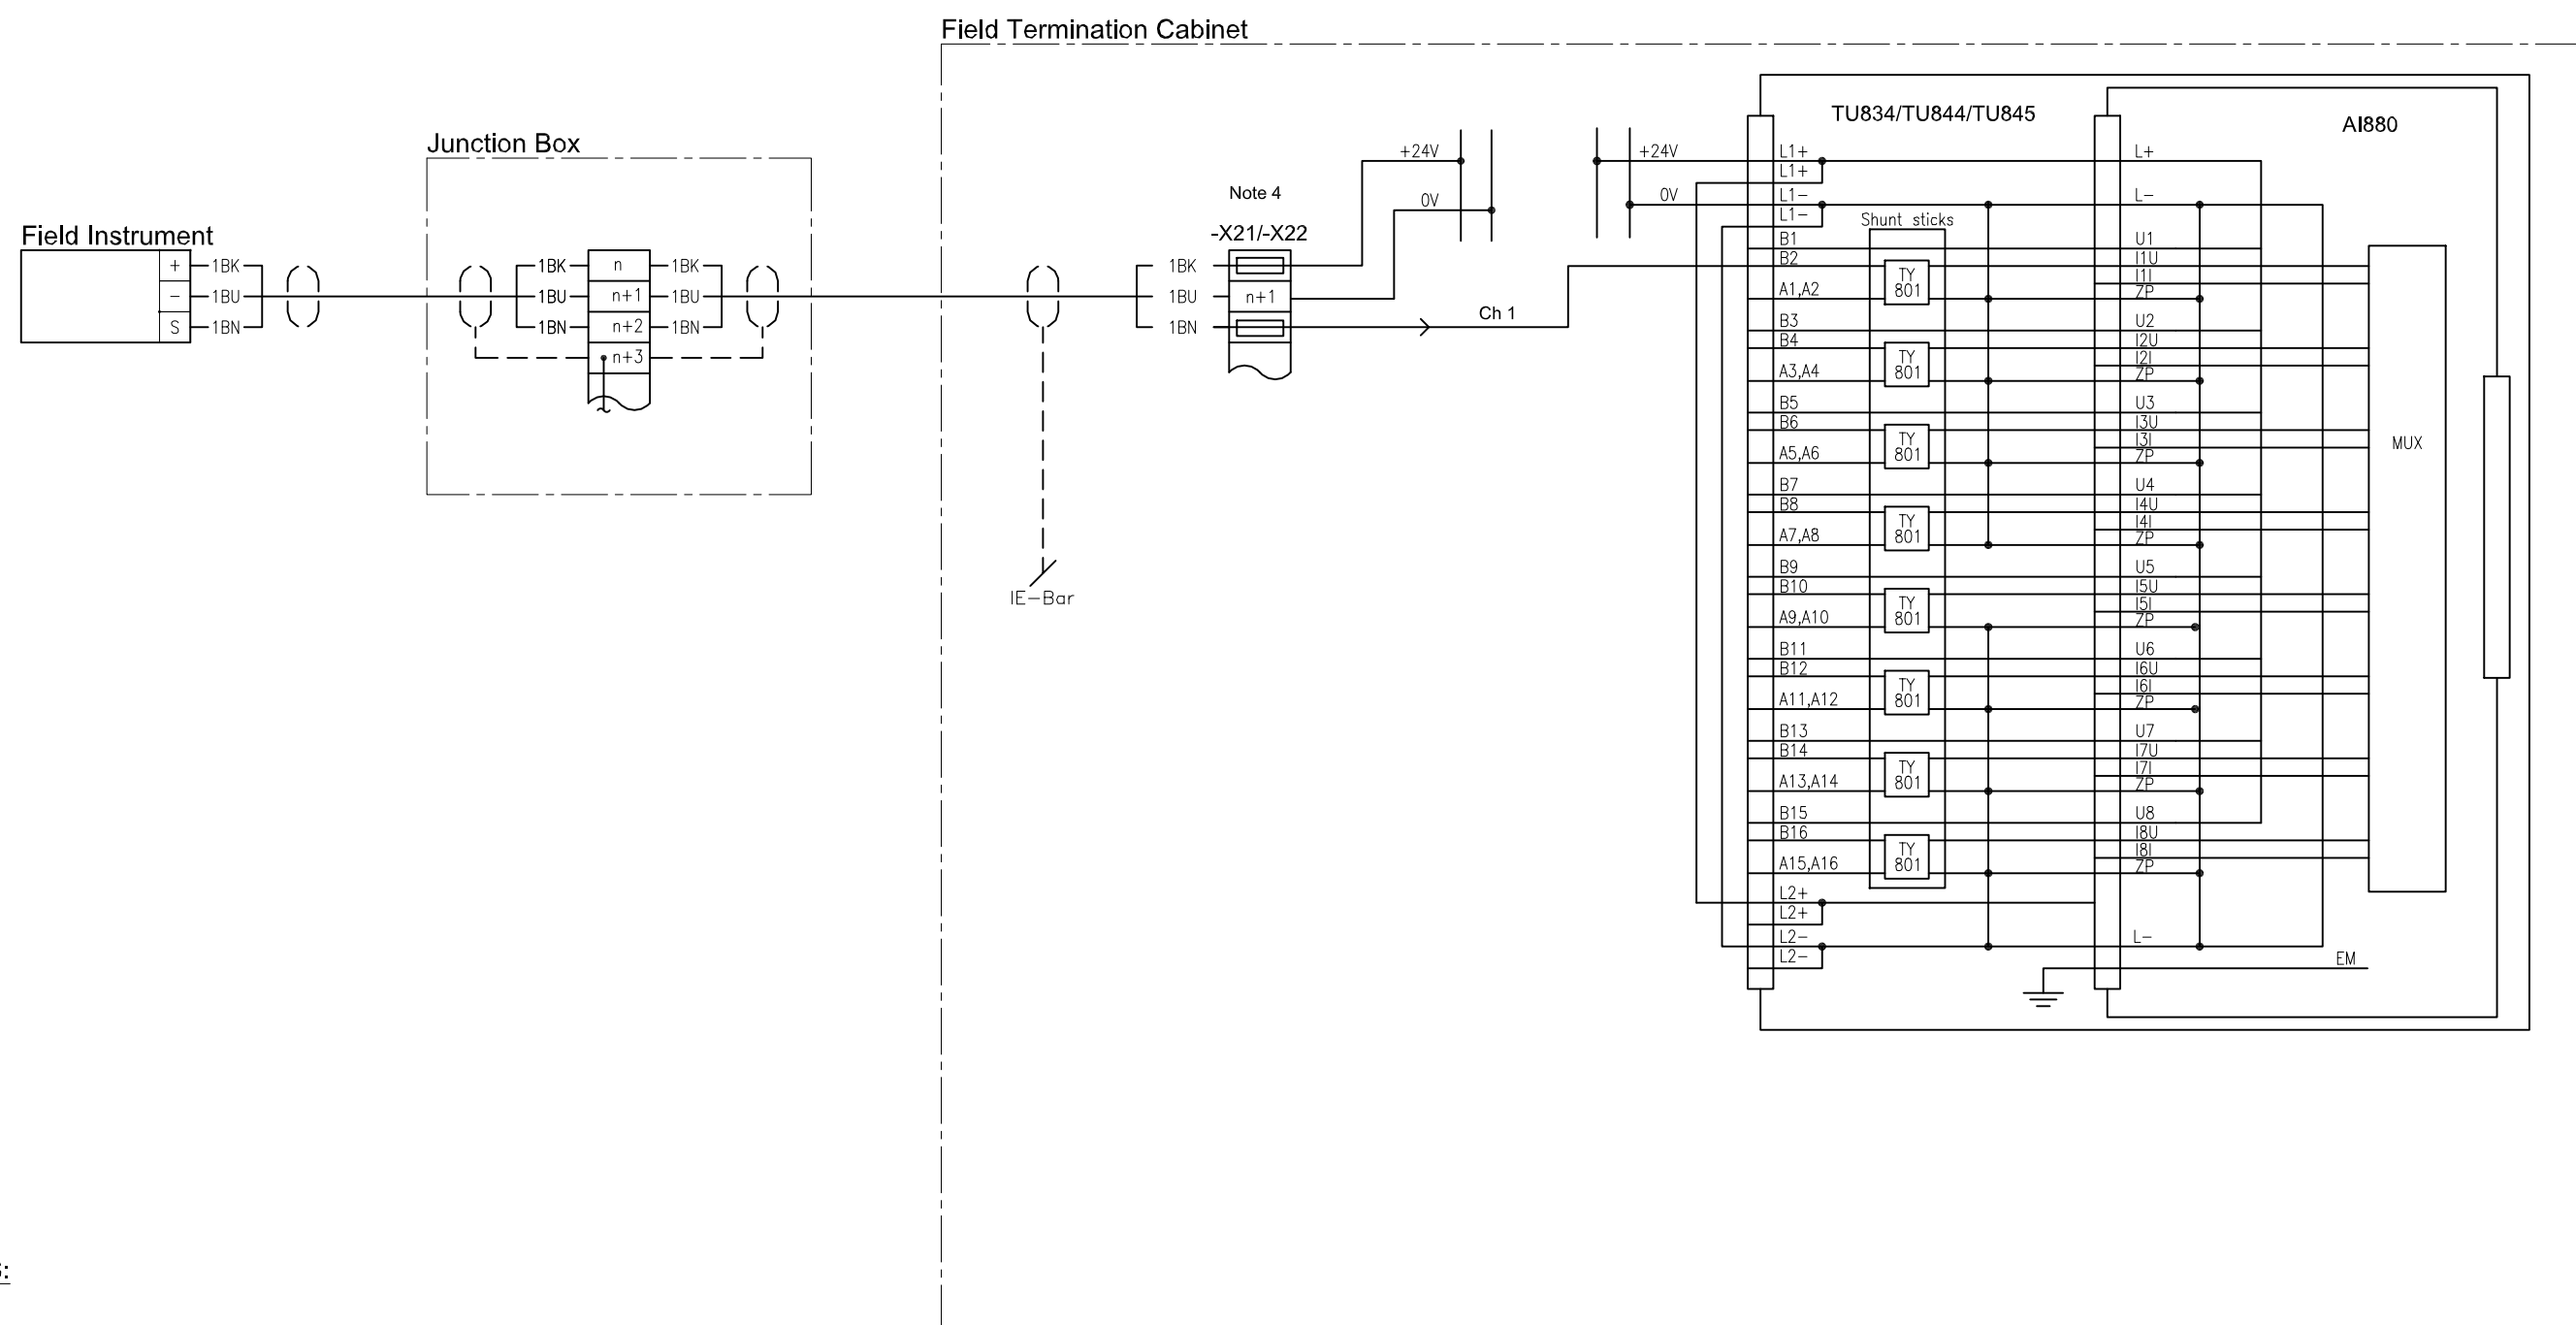 Field Termination Cabinet
TU834/TU844/TU845
AI880
Junction Box
+24V
+24V
L1+
L+
L1+
Note 4
0V
0V
L1-
L-
L1-
Shunt sticks
Field Instrument
-X21/-X22
B1
U1
+ 1BK
1BK n 1BK
1BK
B2
TY
801
I1U
I1I
- 1BU
1BU n+1 1BU
1BU n+1
A1,A2
ZP
S 1BN
1BN n+2 1BN
1BN
Ch 1
n+3
B3
U2
B4
TY
801
I2U
I2I
A3,A4
ZP
B5
U3
B6
TY
801
I3U
I3I
A5,A6
ZP
MUX
B7
U4
B8
TY
801
I4U
I4I
A7,A8
ZP
B9
U5
B10
TY
801
I5U
I5I
A9,A10
ZP
IE-Bar
B11
U6
B12
TY
801
I6U
I6I
A11,A12
ZP
B13
U7
B14
TY
801
I7U
I7I
A13,A14
ZP
B15
U8
B16
TY
801
I8U
I8I
A15,A16
ZP
L2+
L2+
L2-
L-
L2-
EM